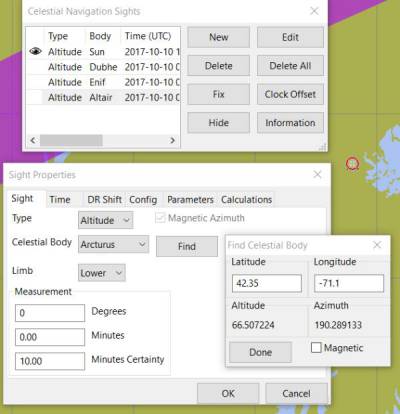 Celestial Navigation Sights
Type Body Time (UTC)
Altitude Sun 2017-10-10 1
Altitude Dubhe 2017-10-10 0
Altitude Enif 2017-10-10 0
Altitude Altair 2017-10-10 0
New Edit
Delete Delete All
Fix Clock Offset
Hide Information
Sight Properties
Sight Time DR Shift Config Parameters Calculations
Type Altitude Magnetic Azimuth
Celestial Body Arcturus Find
Limb Lower
Measurement
0 Degrees
0.00 Minutes
10.00 Minutes Certainty
OK Cancel
Find Celestial Body
Latitude Longitude
42.35 -71.1
Altitude Azimuth
66.507224 190.289133
Done Magnetic